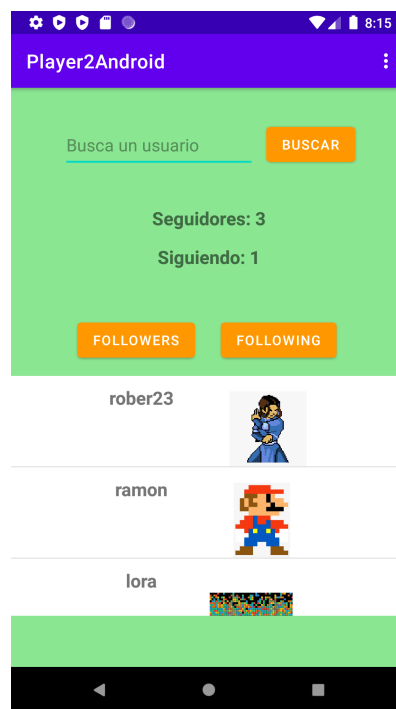 8:15
Player2Android
Busca un usuario
BUSCAR
Seguidores: 3
Siguiendo: 1
FOLLOWERS
FOLLOWING
rober23
ramon
lora